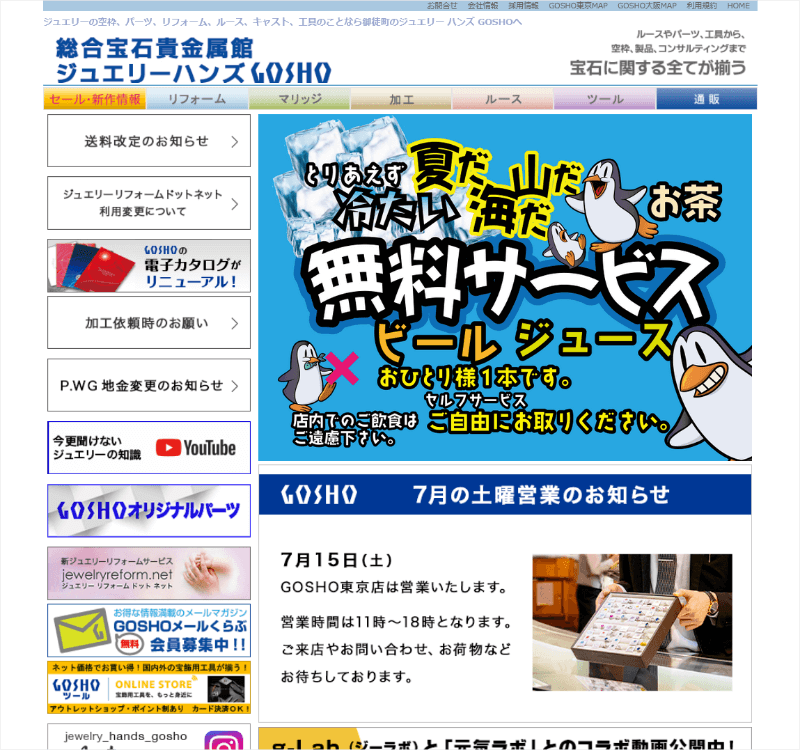 お問合せ 会社情報 採用情報 GOSHO東京MAP GOSHO大阪MAP 利用規約 HOME
ジュエリーの空枠、パーツ、リフォーム、ルース、キャスト、工具のことなら御徒町のジュエリー ハンズ GOSHOへ
総合宝石貴金属館
ジュエリーハンズGOSHO
ルースやパーツ、工具から、
空枠、製品、コンサルティングまで
宝石に関する全てが揃う
セール・新作情報 リフォーム マリッジ 加工 ルース ツール 通販
送料改定のお知らせ
ジュエリーリフォームドットネット
利用変更について
GOSHOの
電子カタログが
リニューアル！
加工依頼時のお願い
P.WG 地金変更のお知らせ
今更聞けない
ジュエリーの知識
YouTube
GOSHOオリジナルパーツ
新ジュエリーリフォームサービス
jewelryreform.net
ジュエリー リフォーム ドット ネット
お得な情報満載のメールマガジン
GOSHOメールくらぶ
無料 会員募集中！！
ネット価格でお買い得！国内外の宝飾用工具が揃う！
GOSHO
ツール
ONLINE STORE
宝飾用工具を、もっと身近に
アウトレットショップ・ポイント制あり カード決済OK！
jewelry_hands_gosho
とりあえず
冷たい
夏だ
山だ
海だ
お茶
無料サービス
ビール ジュース
おひとり様1本です。
セルフサービス
ご自由にお取りください。
店内でのご飲食は
ご遠慮下さい。
GOSHO 7月の土曜営業のお知らせ
7月15日（土）
GOSHO東京店は営業いたします。
営業時間は11時～18時となります。
ご来店やお問い合わせ、お荷物など
お待ちしております。
g-Lab（ジーラボ）と「元気ラボ」とのコラボ動画公開中！